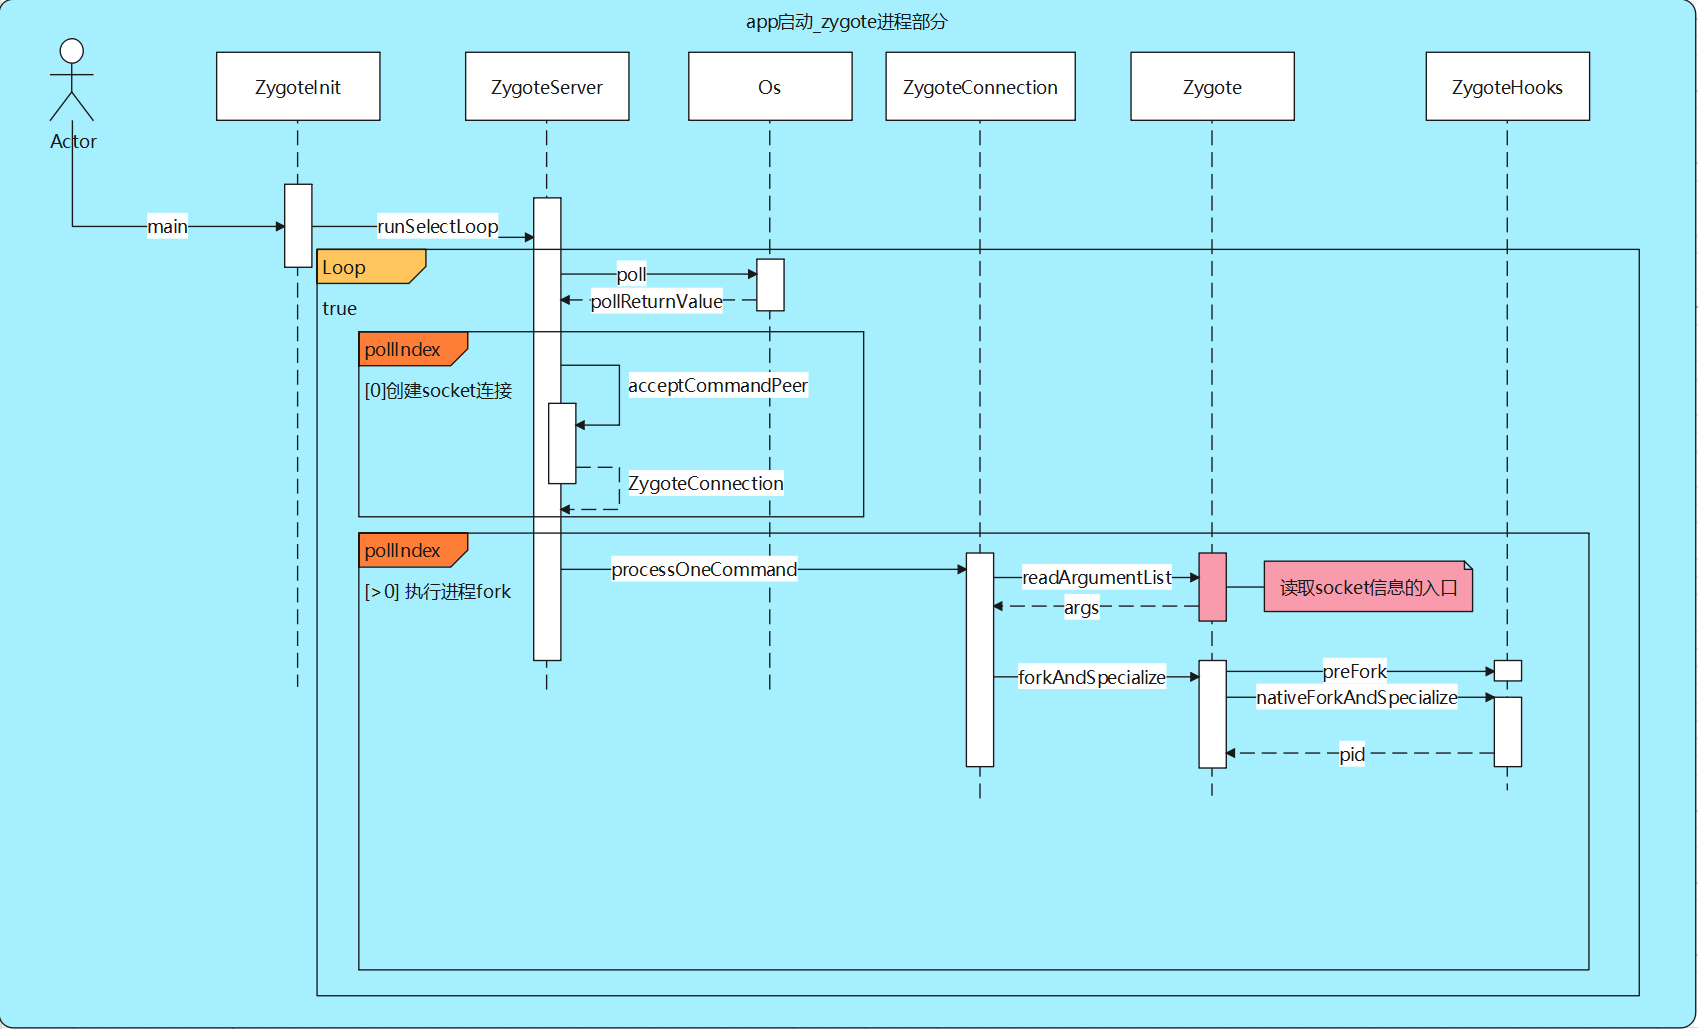 app启动_zygote进程部分
Actor
ZygoteInit
ZygoteServer
Os
ZygoteConnection
Zygote
ZygoteHooks
main
runSelectLoop
Loop
true
poll
pollReturnValue
pollIndex
[0]创建socket连接
acceptCommandPeer
ZygoteConnection
pollIndex
[>0] 执行进程fork
processOneCommand
readArgumentList
读取socket信息的入口
args
forkAndSpecialize
preFork
nativeForkAndSpecialize
pid